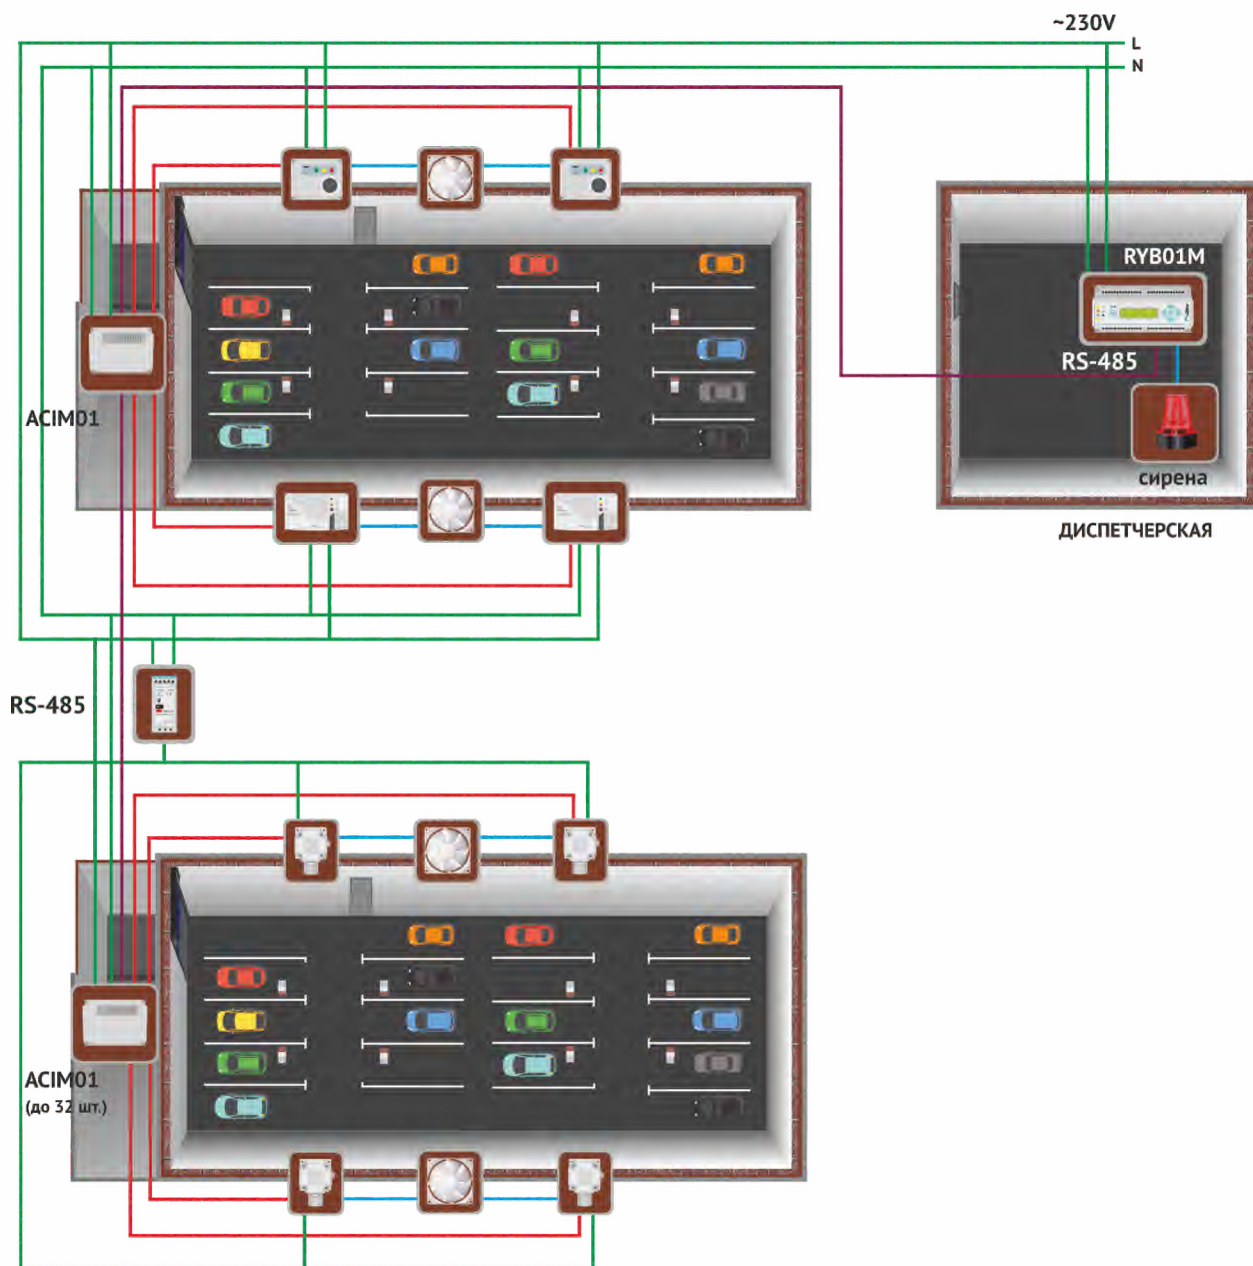 ~230V
L
N
RYB01M
RS-485
ACIM01
сирена
ДИСПЕТЧЕРСКАЯ
RS-485
ACIM01
(до 32 шт.)